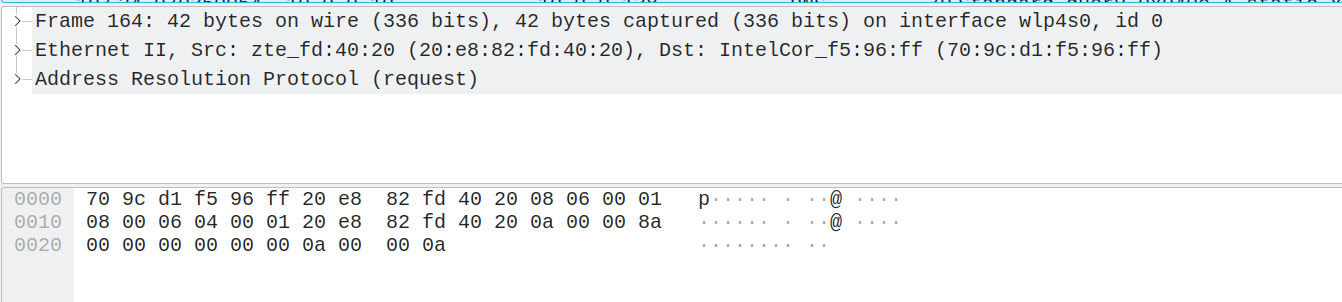 Frame 164: 42 bytes on wire (336 bits), 42 bytes captured (336 bits) on interface wlp4s0, id 0
Ethernet II, Src: zte_fd:40:20 (20:e8:82:fd:40:20), Dst: IntelCor_f5:96:ff (70:9c:d1:f5:96:ff)
Address Resolution Protocol (request)
0000 70 9c d1 f5 96 ff 20 e8 82 fd 40 20 08 06 00 01 p····· · ··@ ····
0010 08 00 06 04 00 01 20 e8 82 fd 40 20 0a 00 00 8a ······ · ··@ ····
0020 00 00 00 00 00 00 0a 00 00 0a ········ ··